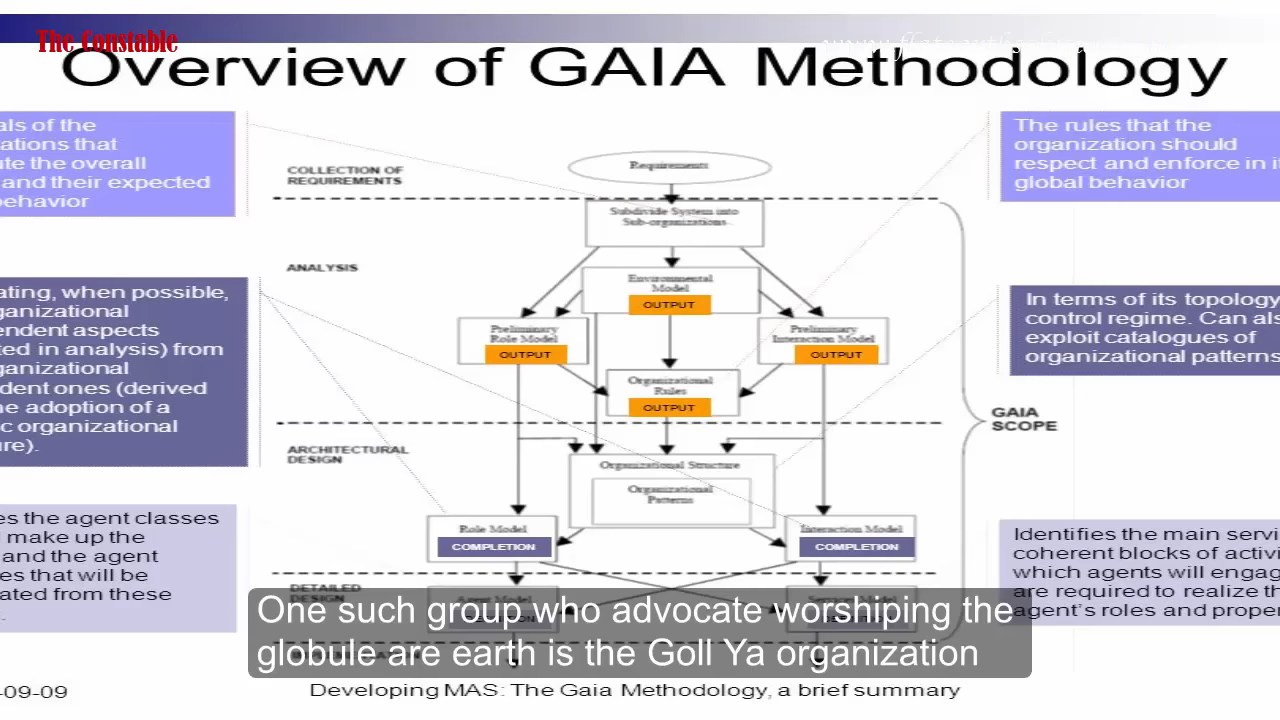 The Constable
Overview of GAIA Methodology
als of the
ations that
ute the overall
and their expected
behavior
The rules that the
organization should
respect and enforce in it
global behavior
COLLECTION OF
REQUIREMENTS
Requirements
Subdivide System into
Sub-organizations
ANALYSIS
Environmental
Model
OUTPUT
Preliminary
Role Model
OUTPUT
Preliminary
Interaction Model
OUTPUT
Organizational
Rules
OUTPUT
ating, when possible,
ganizational
endent aspects
ted in analysis) from
ganizational
dent ones (derived
e adoption of a
ic organizational
ure).
In terms of its topology
control regime. Can als
exploit catalogues of
organizational patterns
GAIA
SCOPE
ARCHITECTURAL
DESIGN
Organizational Structure
Organizational
Patterns
Role Model
COMPLETION
Interaction Model
COMPLETION
es the agent classes
make up the
and the agent
es that will be
ated from these
.
Identifies the main servi
coherent blocks of activi
which agents will engag
are required to realize th
agent's roles and proper
DETAILED
DESIGN
Agent Model
Services Model
One such group who advocate worshiping the
globule are earth is the Goll Ya organization
-09-09
Developing MAS: The Gaia Methodology, a brief summary